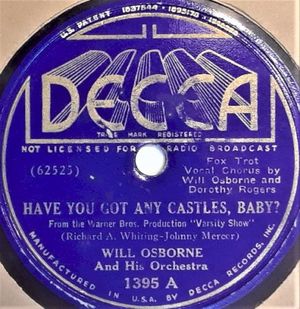 U.S. PATENT 1637544 - 1695170 -
DECCA
TRADE MARK REGISTERED
NOT LICENSED FOR RADIO BROADCAST
(62525)
Fox Trot
Vocal Chorus by
Will Osborne and
Dorothy Rogers
HAVE YOU GOT ANY CASTLES, BABY?
From the Warner Bros. Production "Varsity Show"
(Richard A. Whiting-Johnny Mercer)
WILL OSBORNE
And His Orchestra
1395 A
MANUFACTURED IN U.S.A. BY DECCA RECORDS, INC.